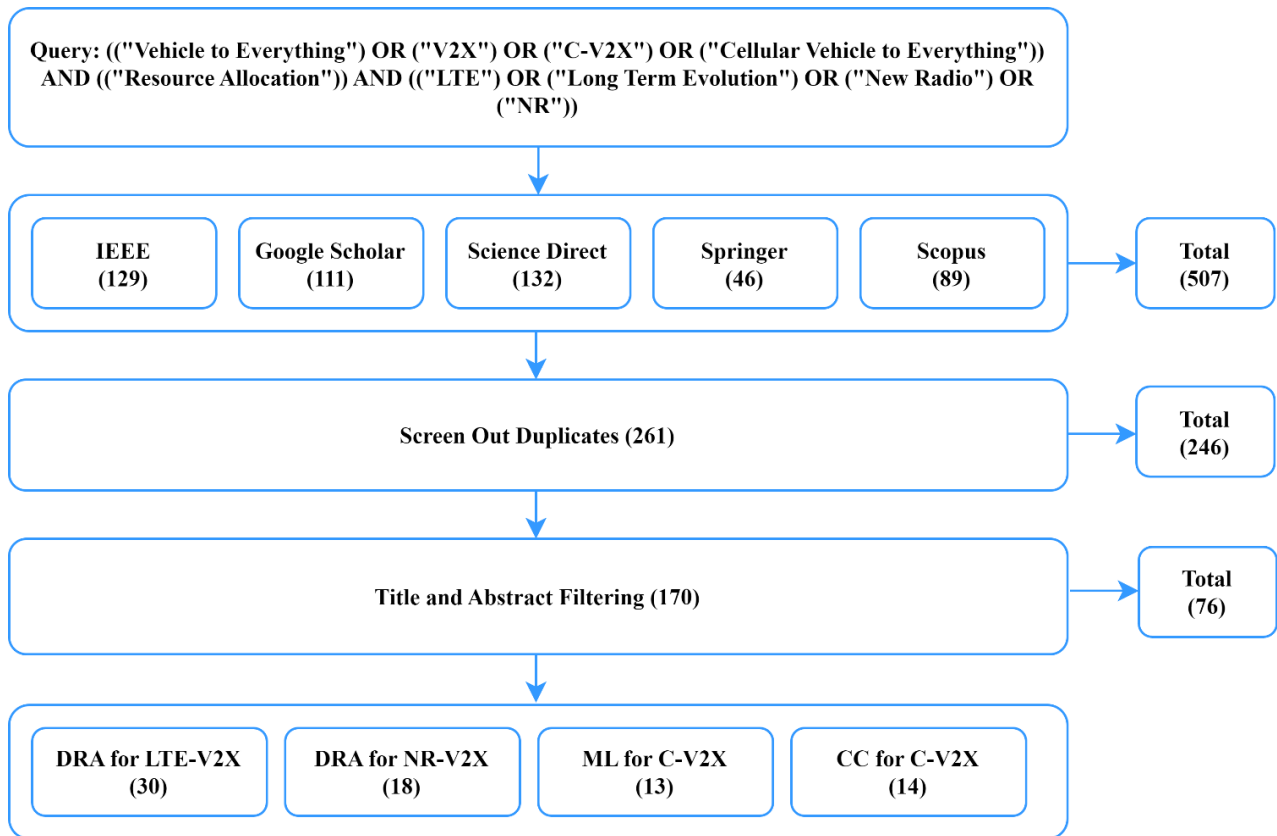 Query: (("Vehicle to Everything") OR ("V2X") OR ("C-V2X") OR ("Cellular Vehicle to Everything"))
AND (("Resource Allocation")) AND (("LTE") OR ("Long Term Evolution") OR ("New Radio") OR
("NR"))
IEEE
(129)
Google Scholar
(111)
Science Direct
(132)
Springer
(46)
Scopus
(89)
Total
(507)
Screen Out Duplicates (261)
Total
(246)
Title and Abstract Filtering (170)
Total
(76)
DRA for LTE-V2X
(30)
DRA for NR-V2X
(18)
ML for C-V2X
(13)
CC for C-V2X
(14)